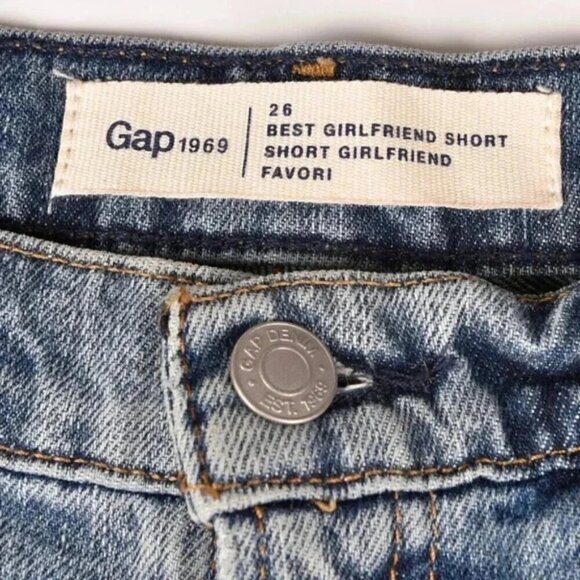 Gap 1969
26
BEST GIRLFRIEND SHORT
SHORT GIRLFRIEND
FAVORI
GAP DENIM
EST. 1969